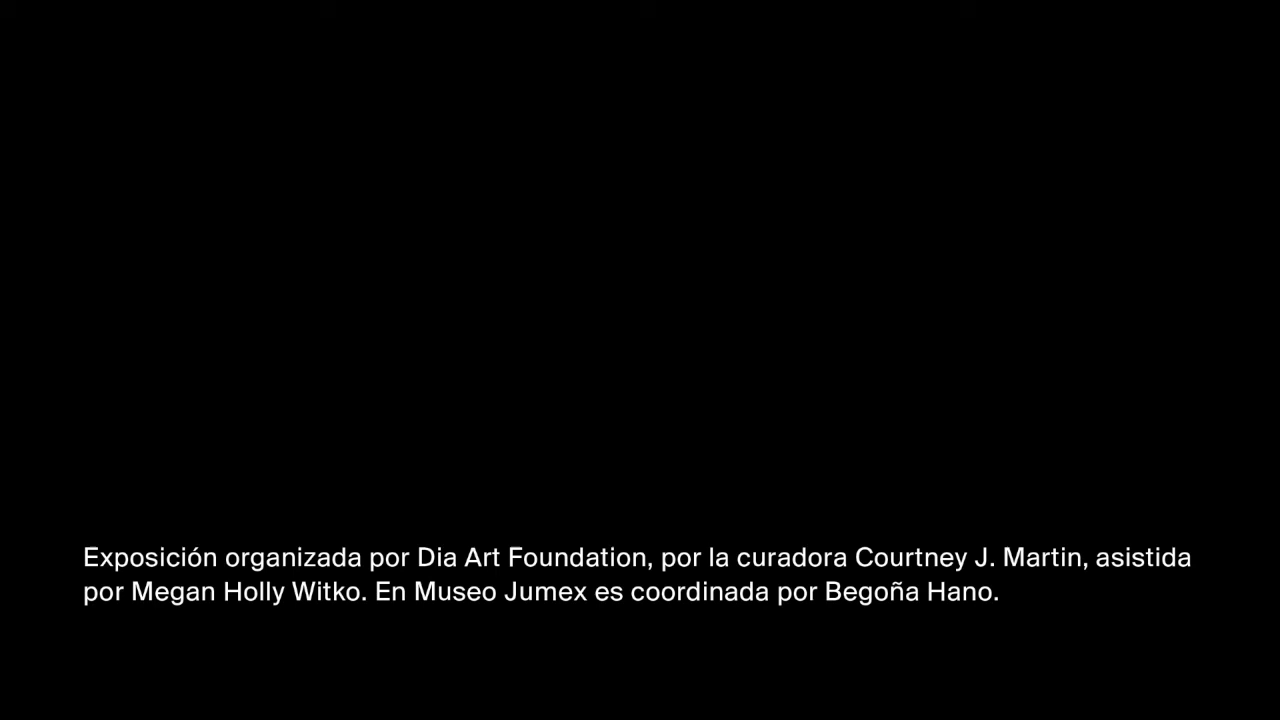 Exposición organizada por Dia Art Foundation, por la curadora Courtney J. Martin, asistida
por Megan Holly Witko. En Museo Jumex es coordinada por Begoña Hano.